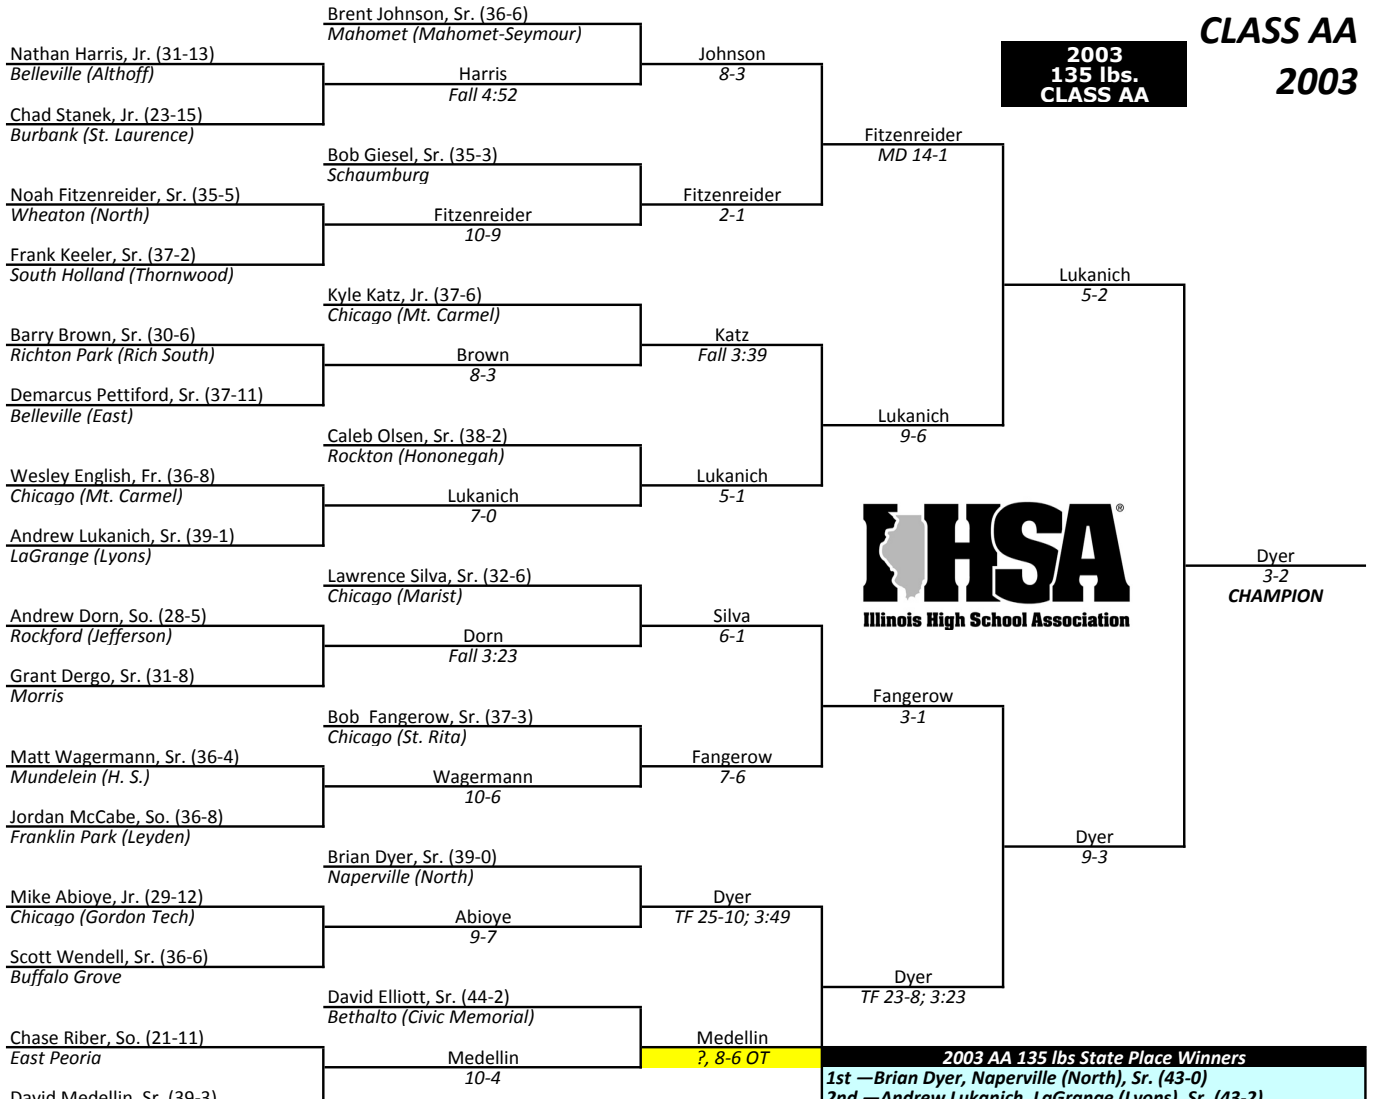 CLASS AA
2003
2003
135 lbs.
CLASS AA
Brent Johnson, Sr. (36-6)
Mahomet (Mahomet-Seymour)
Nathan Harris, Jr. (31-13)
Belleville (Althoff)
Johnson
8-3
Harris
Fall 4:52
Chad Stanek, Jr. (23-15)
Burbank (St. Laurence)
Fitzenreider
MD 14-1
Bob Giesel, Sr. (35-3)
Schaumburg
Noah Fitzenreider, Sr. (35-5)
Wheaton (North)
Fitzenreider
2-1
Fitzenreider
10-9
Frank Keeler, Sr. (37-2)
South Holland (Thornwood)
Lukanich
5-2
Kyle Katz, Jr. (37-6)
Chicago (Mt. Carmel)
Barry Brown, Sr. (30-6)
Richton Park (Rich South)
Katz
Fall 3:39
Brown
8-3
Demarcus Pettiford, Sr. (37-11)
Belleville (East)
Lukanich
9-6
Caleb Olsen, Sr. (38-2)
Rockton (Hononegah)
Wesley English, Fr. (36-8)
Chicago (Mt. Carmel)
Lukanich
5-1
Lukanich
7-0
Andrew Lukanich, Sr. (39-1)
LaGrange (Lyons)
IHSA®
Illinois High School Association
Dyer
3-2
CHAMPION
Lawrence Silva, Sr. (32-6)
Chicago (Marist)
Andrew Dorn, So. (28-5)
Rockford (Jefferson)
Silva
6-1
Dorn
Fall 3:23
Grant Dergo, Sr. (31-8)
Morris
Fangerow
3-1
Bob  Fangerow, Sr. (37-3)
Chicago (St. Rita)
Matt Wagermann, Sr. (36-4)
Mundelein (H. S.)
Fangerow
7-6
Wagermann
10-6
Jordan McCabe, So. (36-8)
Franklin Park (Leyden)
Dyer
9-3
Brian Dyer, Sr. (39-0)
Naperville (North)
Mike Abioye, Jr. (29-12)
Chicago (Gordon Tech)
Dyer
TF 25-10; 3:49
Abioye
9-7
Scott Wendell, Sr. (36-6)
Buffalo Grove
Dyer
TF 23-8; 3:23
David Elliott, Sr. (44-2)
Bethalto (Civic Memorial)
Chase Riber, So. (21-11)
East Peoria
Medellin
?, 8-6 OT
Medellin
10-4
David Medellin, Sr. (39-3)
2003 AA 135 lbs State Place Winners
1st —Brian Dyer, Naperville (North), Sr. (43-0)
2nd —Andrew Lukanich, LaGrange (Lyons), Sr. (43-2)